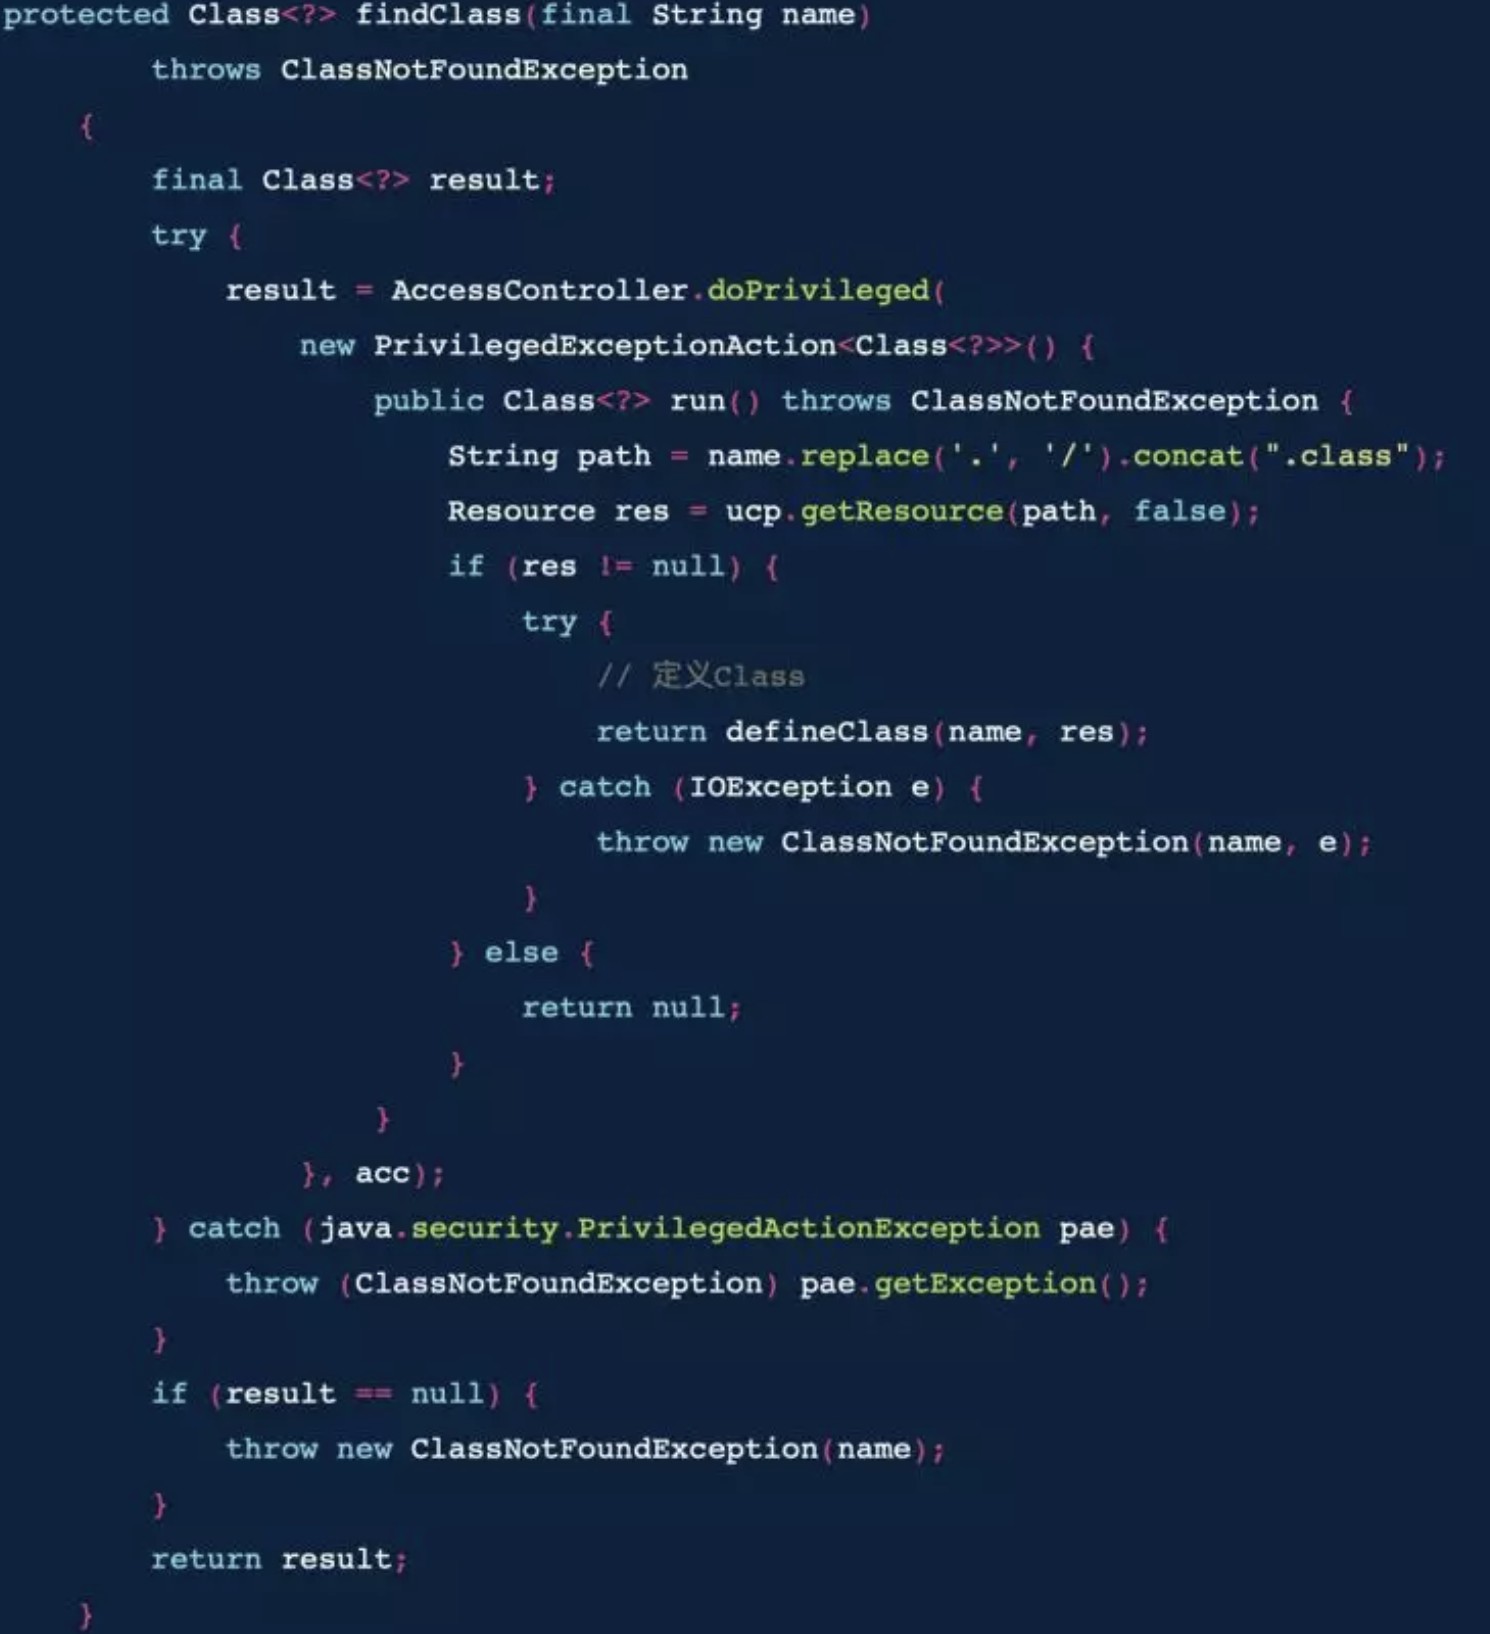 protected Class<?> findClass(final String name)
        throws ClassNotFoundException
    {
        final Class<?> result;
        try {
            result = AccessController.doPrivileged(
                new PrivilegedExceptionAction<Class<?>>() {
                    public Class<?> run() throws ClassNotFoundException {
                        String path = name.replace('.', '/').concat(".class");
                        Resource res = ucp.getResource(path, false);
                        if (res != null) {
                            try {
                                // 定义Class
                                return defineClass(name, res);
                            } catch (IOException e) {
                                throw new ClassNotFoundException(name, e);
                            }
                        } else {
                            return null;
                        }
                    }
                }, acc);
        } catch (java.security.PrivilegedActionException pae) {
            throw (ClassNotFoundException) pae.getException();
        }
        if (result == null) {
            throw new ClassNotFoundException(name);
        }
        return result;
    }